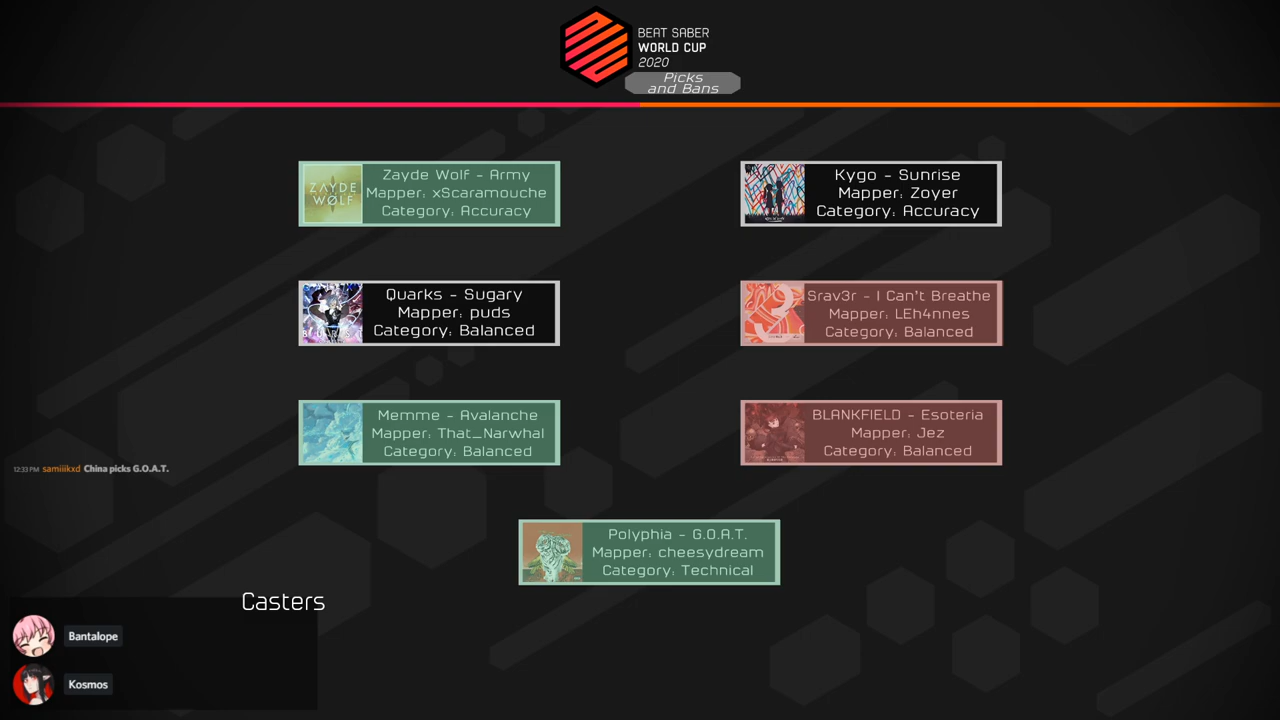 BEAT SABER
WORLD CUP
2020
Picks
and Bans
ZAYDE
WØLF
Zayde Wolf - Army
Mapper: xScaramouche
Category: Accuracy
Kygo - Sunrise
Mapper: Zoyer
Category: Accuracy
Quarks - Sugary
Mapper: puds
Category: Balanced
Srav3r - I Can't Breathe
Mapper: LEh4nnes
Category: Balanced
Memme - Avalanche
Mapper: That_Narwhal
Category: Balanced
BLANKFIELD - Esoteria
Mapper: Jez
Category: Balanced
12:33 PM samiiikxd China picks G.O.A.T.
Polyphia - G.O.A.T.
Mapper: cheesydream
Category: Technical
Casters
Bantalope
Kosmos